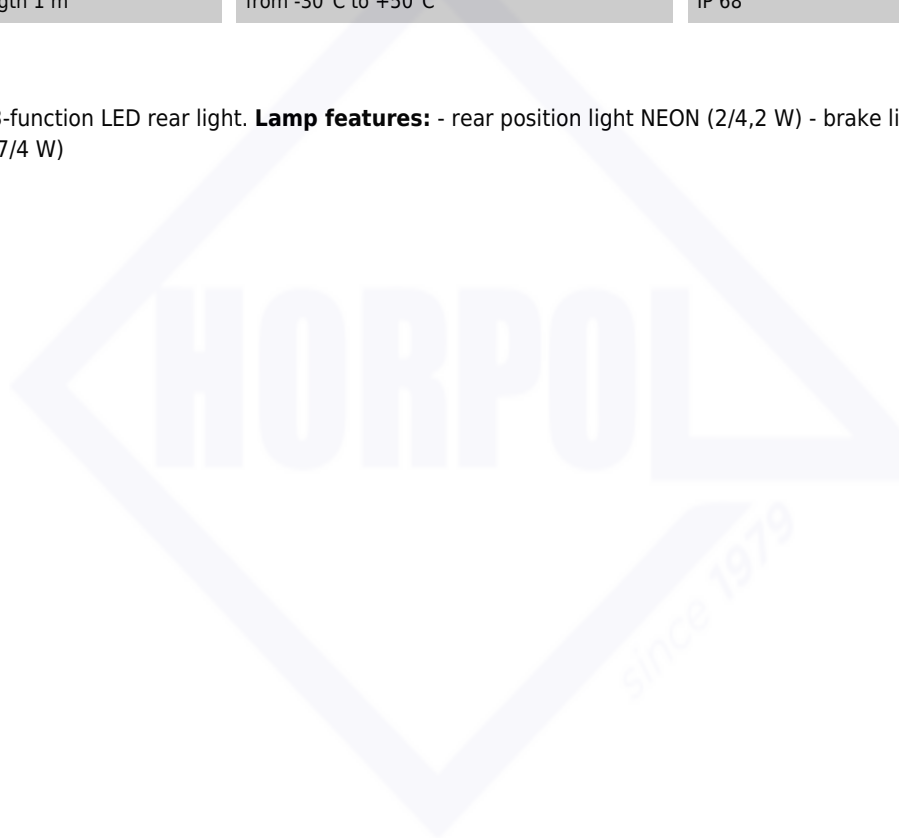 gth 1 m from -30°C to +50°C IP 68
-function LED rear light. Lamp features: - rear position light NEON (2/4,2 W) - brake li
7/4 W)
HORPOL
since 1979